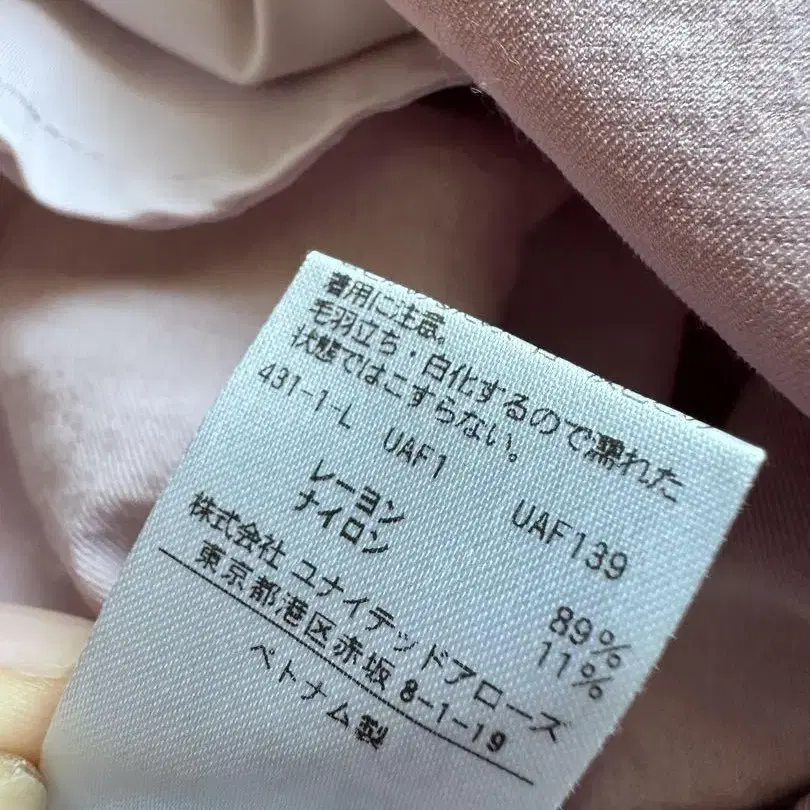 着用に注意。
毛羽立ち・白化するので濡れた
状態ではこすらない。
431-1-L UAF1 UAF139
レーヨン 89%
ナイロン 11%
株式会社 ユナイテッドアローズ
東京都港区赤坂 8-1-19
ベトナム製